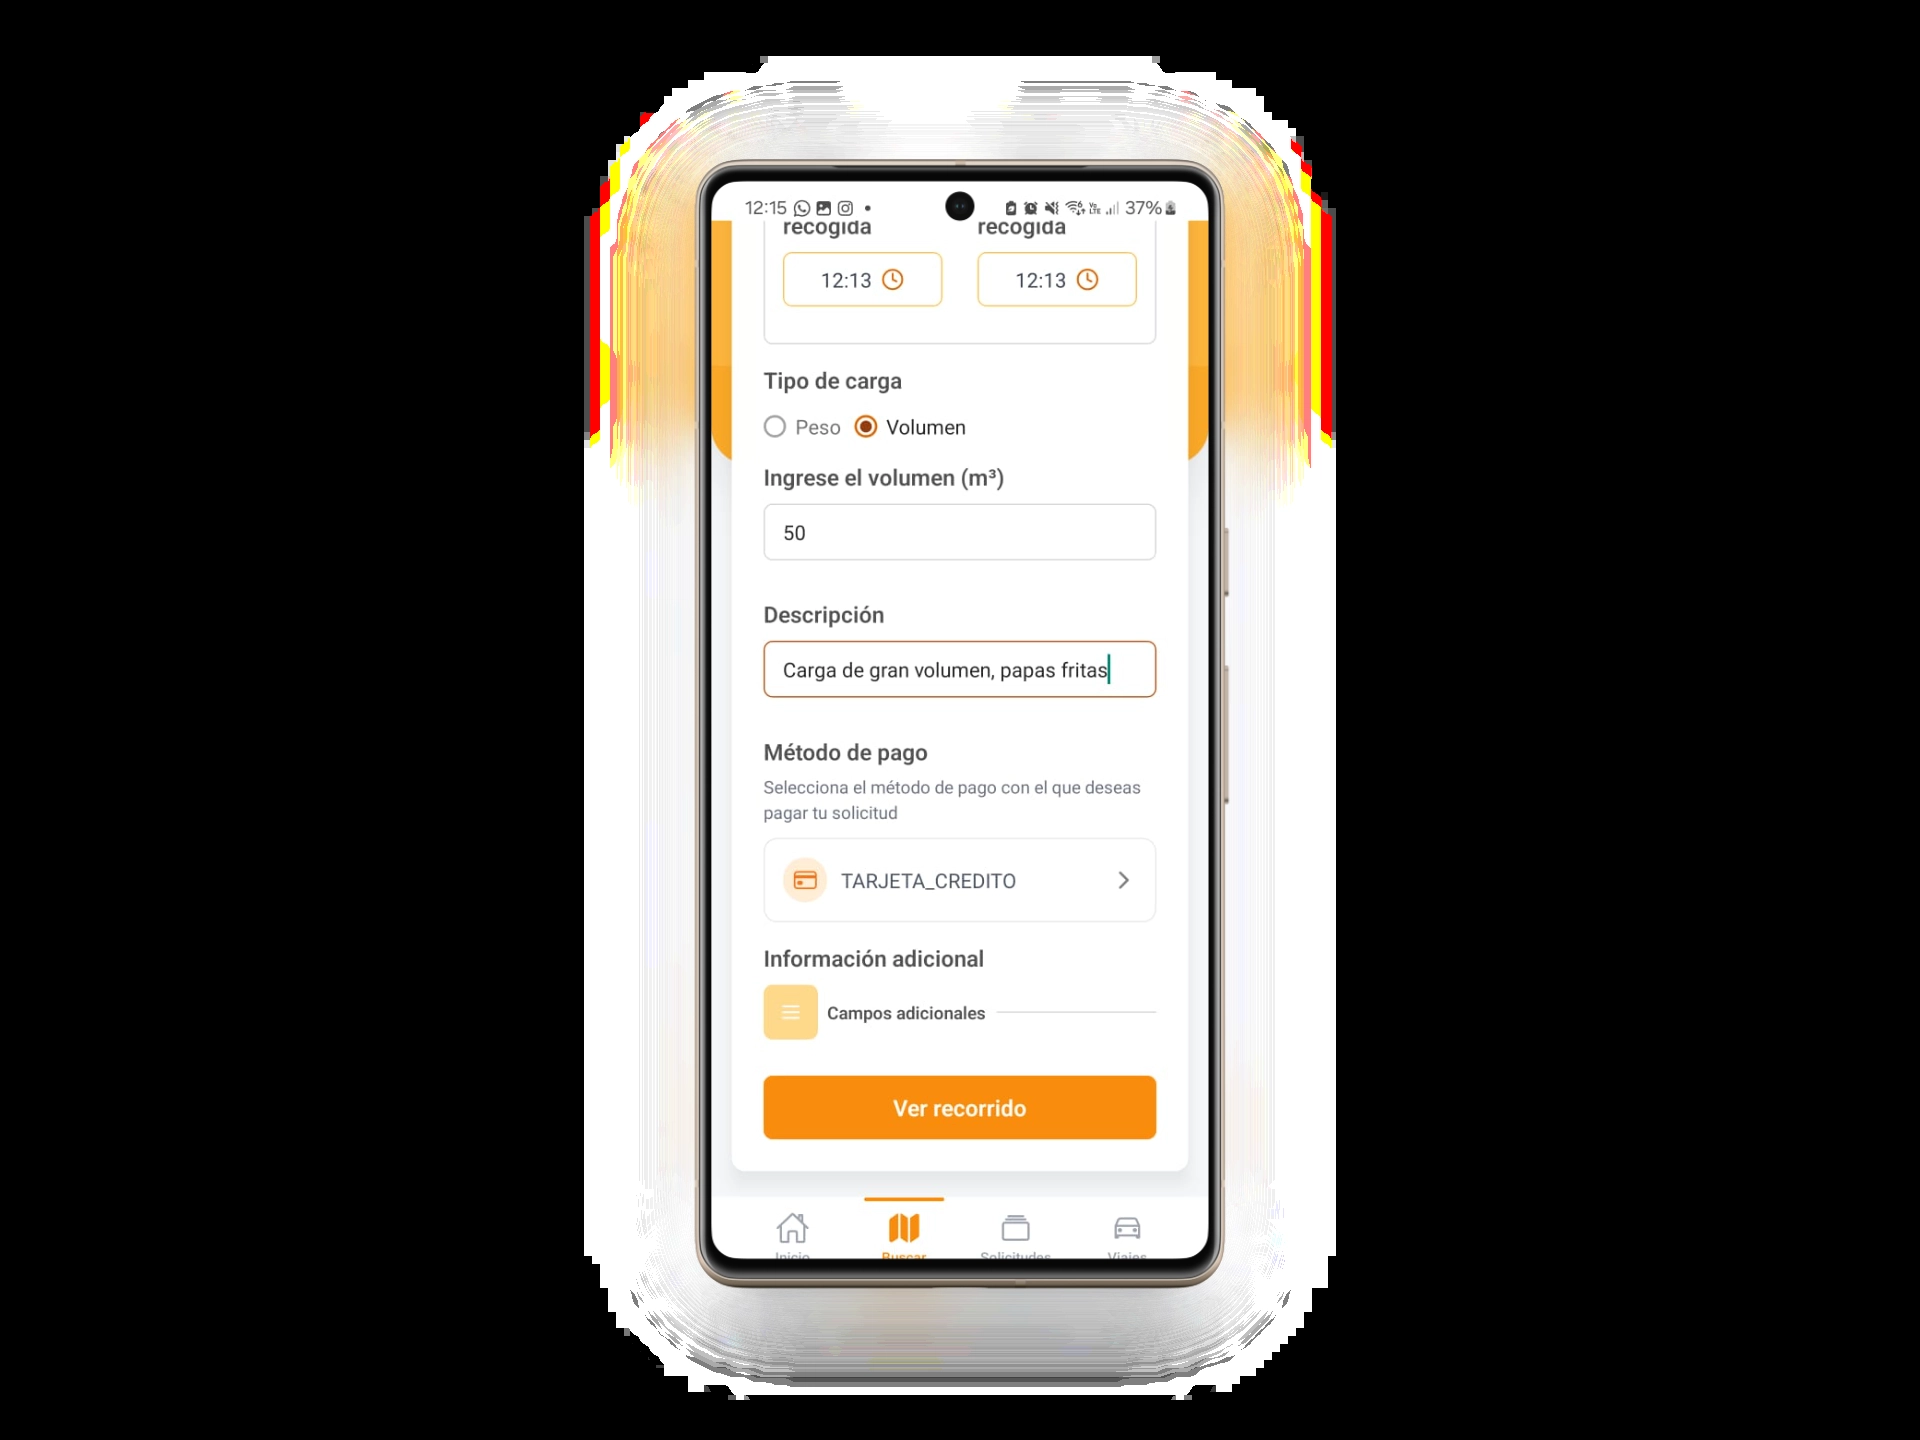 12:15
37%
recogida
recogida
12:13
12:13
Tipo de carga
Peso
Volumen
Ingrese el volumen (m³)
50
Descripción
Carga de gran volumen, papas fritas
Método de pago
Selecciona el método de pago con el que deseas
pagar tu solicitud
TARJETA_CREDITO
Información adicional
Campos adicionales
Ver recorrido
Inicio
Buscar
Solicitudes
Viajes